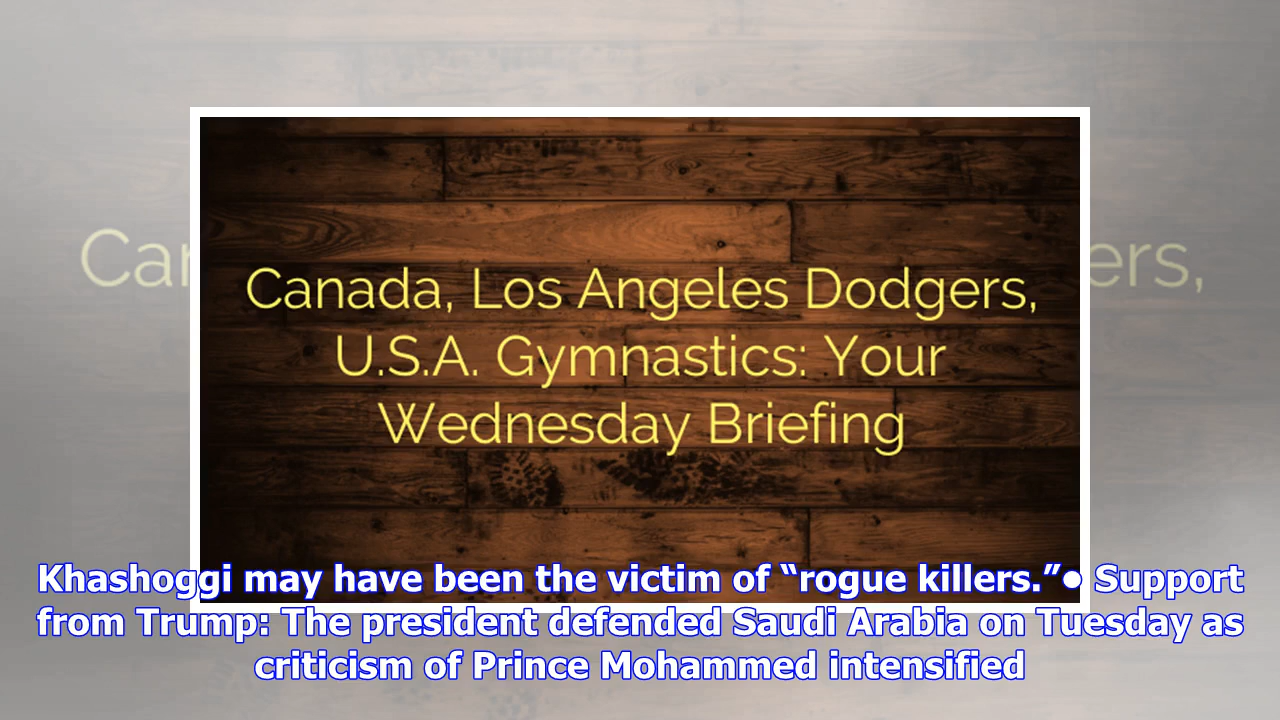 Canada, Los Angeles Dodgers,
U.S.A. Gymnastics: Your
Wednesday Briefing
Khashoggi may have been the victim of “rogue killers.”● Support
from Trump: The president defended Saudi Arabia on Tuesday as
criticism of Prince Mohammed intensified